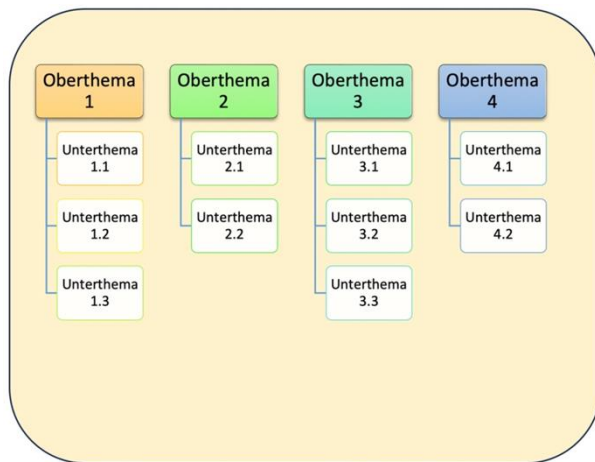 Oberthema
1
Unterthema
1.1
Unterthema
1.2
Unterthema
1.3
Oberthema
2
Unterthema
2.1
Unterthema
2.2
Oberthema
3
Unterthema
3.1
Unterthema
3.2
Unterthema
3.3
Oberthema
4
Unterthema
4.1
Unterthema
4.2